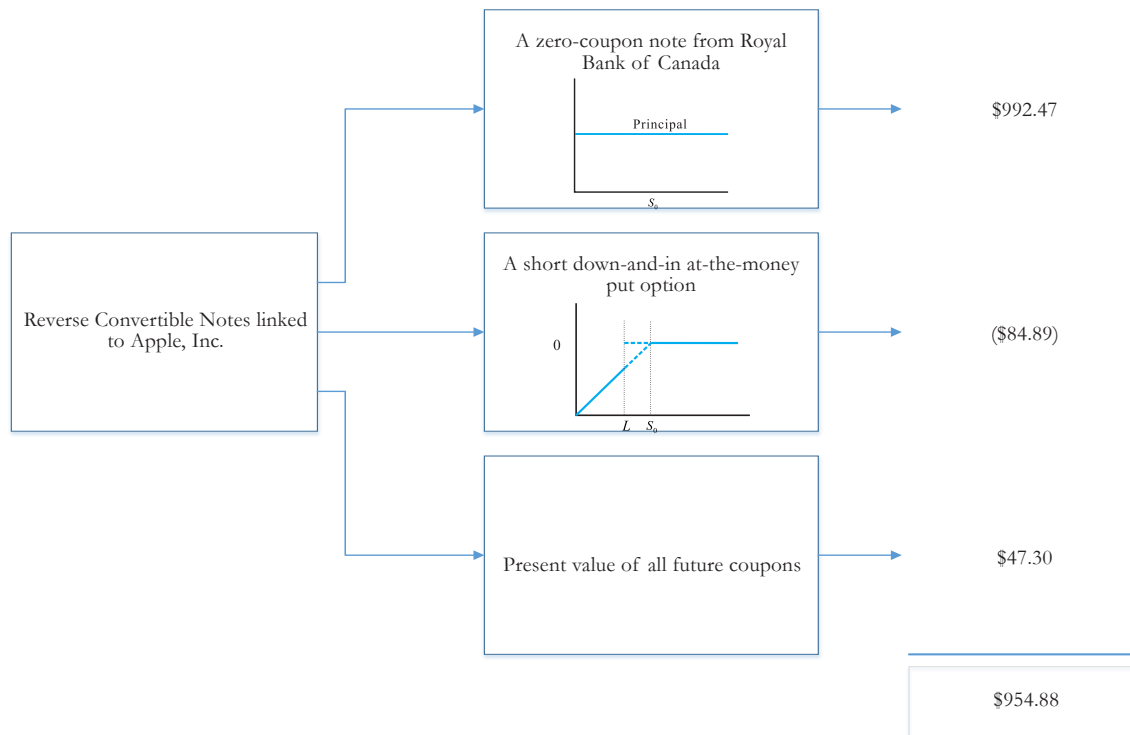 A zero-coupon note from Royal
Bank of Canada
Principal
S₀
$992.47
Reverse Convertible Notes linked
to Apple, Inc.
A short down-and-in at-the-money
put option
0
L S₀
($84.89)
Present value of all future coupons
$47.30
$954.88